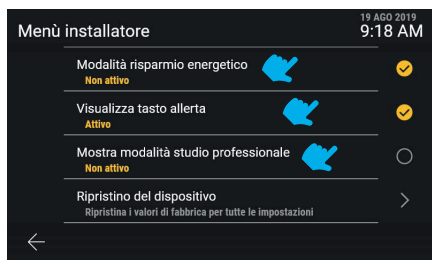 19 AGO 2019
Menù installatore
9:18 AM
Modalità risparmio energetico
Non attivo
Visualizza tasto allerta
Attivo
Mostra modalità studio professionale
Non attivo
Ripristino del dispositivo
Ripristina i valori di fabbrica per tutte le impostazioni